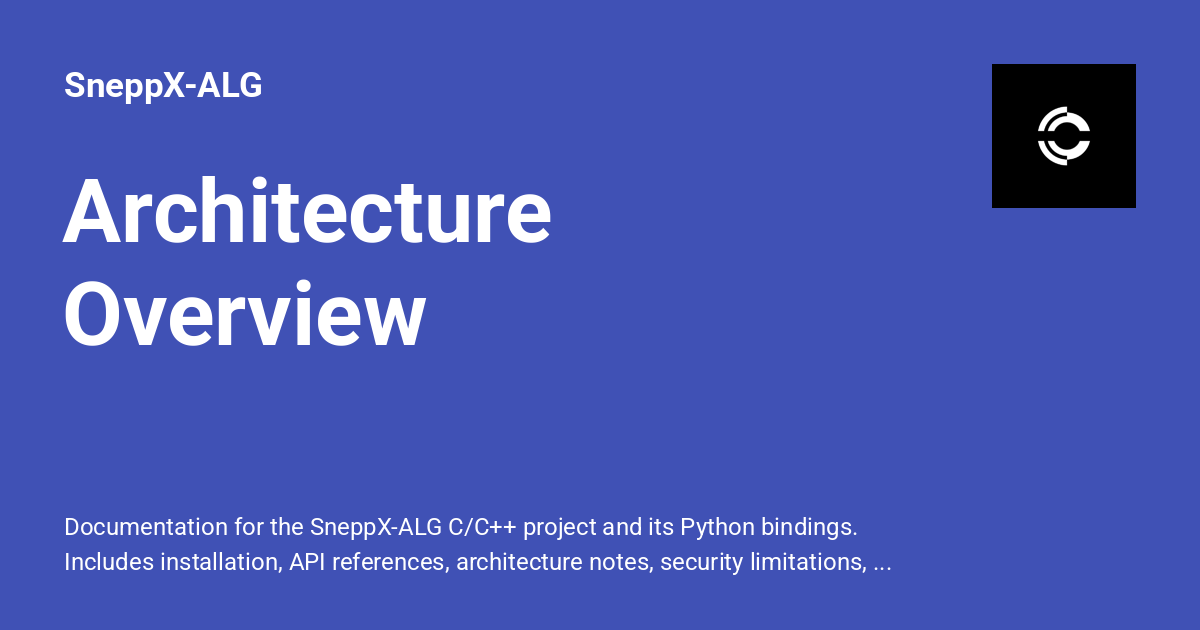 SneppX-ALG
Architecture
Overview
Documentation for the SneppX-ALG C/C++ project and its Python bindings.
Includes installation, API references, architecture notes, security limitations, ...